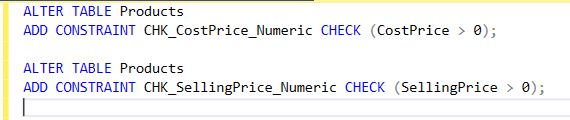 ALTER TABLE Products
ADD CONSTRAINT CHK_CostPrice_Numeric CHECK (CostPrice > 0);
ALTER TABLE Products
ADD CONSTRAINT CHK_SellingPrice_Numeric CHECK (SellingPrice > 0);